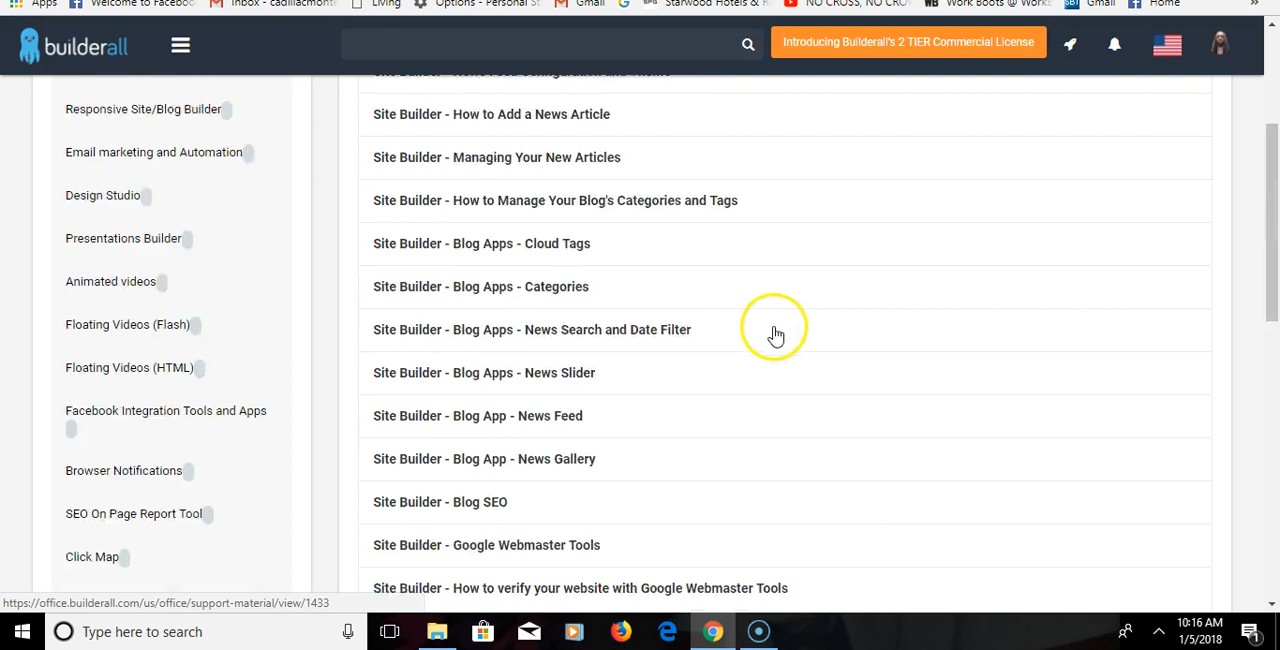 Apps
Welcome to Facebook
Inbox - cadillacmonte
Living
Options - Personal St
Gmail
SPG
Starwood Hotels & R
NO CROSS, NO CROW
WB
Work Boots @ Worke
SBT
Gmail
Home
»
builderall
Introducing Builderall's 2 TIER Commercial License
Responsive Site/Blog Builder
Email marketing and Automation
Design Studio
Presentations Builder
Animated videos
Floating Videos (Flash)
Floating Videos (HTML)
Facebook Integration Tools and Apps
Browser Notifications
SEO On Page Report Tool
Click Map
Site Builder - How to Add a News Article
Site Builder - Managing Your New Articles
Site Builder - How to Manage Your Blog's Categories and Tags
Site Builder - Blog Apps - Cloud Tags
Site Builder - Blog Apps - Categories
Site Builder - Blog Apps - News Search and Date Filter
Site Builder - Blog Apps - News Slider
Site Builder - Blog App - News Feed
Site Builder - Blog App - News Gallery
Site Builder - Blog SEO
Site Builder - Google Webmaster Tools
Site Builder - How to verify your website with Google Webmaster Tools
https://office.builderall.com/us/office/support-material/view/1433
Type here to search
10:16 AM
1/5/2018
1